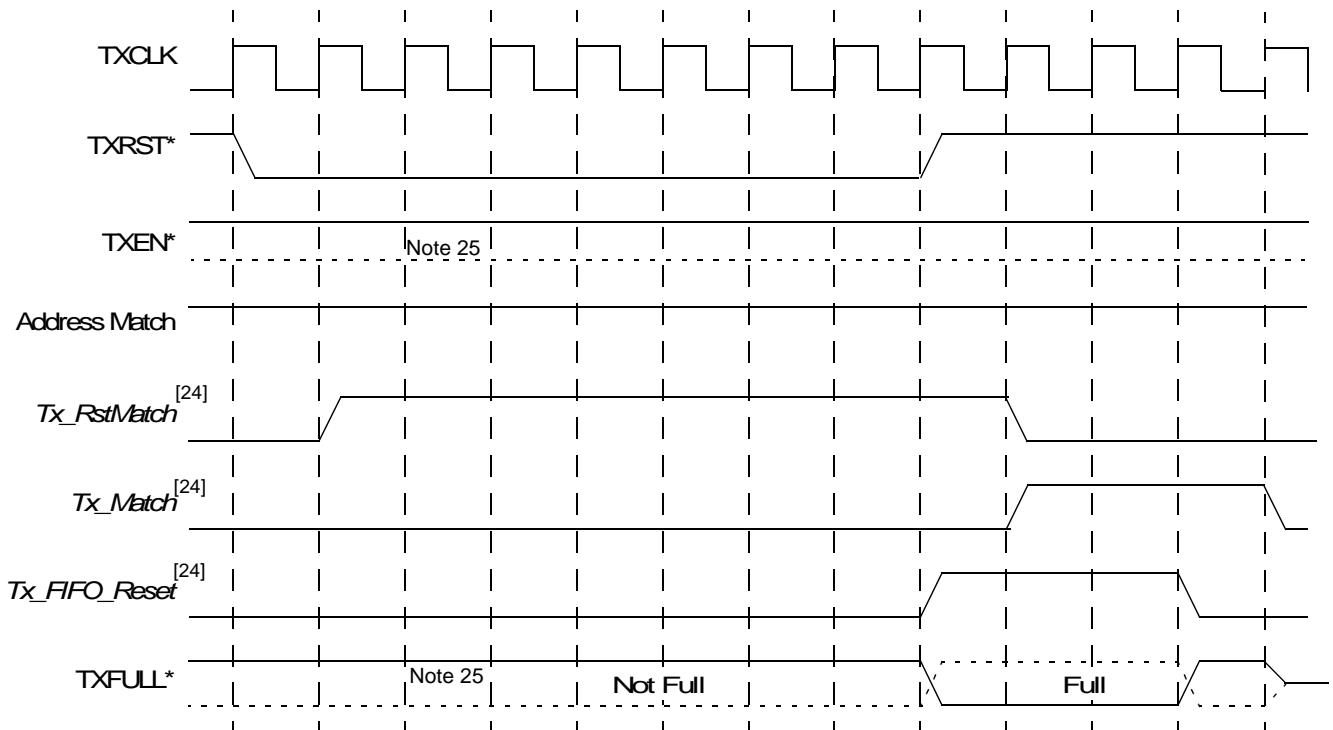 TXCLK
TXRST*
TXEN*
Note 25
Address Match
Tx_RstMatch[24]
Tx_Match[24]
Tx_FIFO_Reset[24]
TXFULL*
Note 25
Not Full
Full